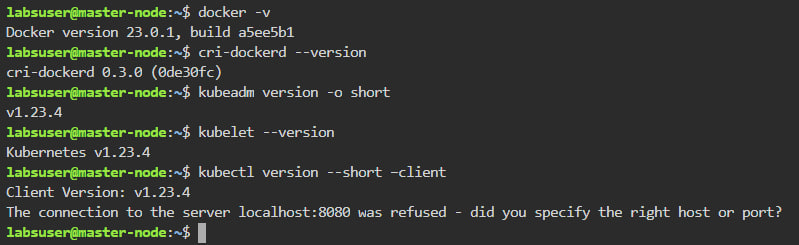 labsuser@master-node:~$ docker -v
Docker version 23.0.1, build a5ee5b1
labsuser@master-node:~$ cri-dockerd --version
cri-dockerd 0.3.0 (0de30fc)
labsuser@master-node:~$ kubeadm version -o short
v1.23.4
labsuser@master-node:~$ kubelet --version
Kubernetes v1.23.4
labsuser@master-node:~$ kubectl version --short –client
Client Version: v1.23.4
The connection to the server localhost:8080 was refused - did you specify the right host or port?
labsuser@master-node:~$